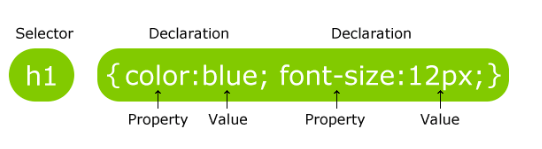 Selector Declaration Declaration
h1 {color:blue; font-size:12px;}
Property Value Property Value